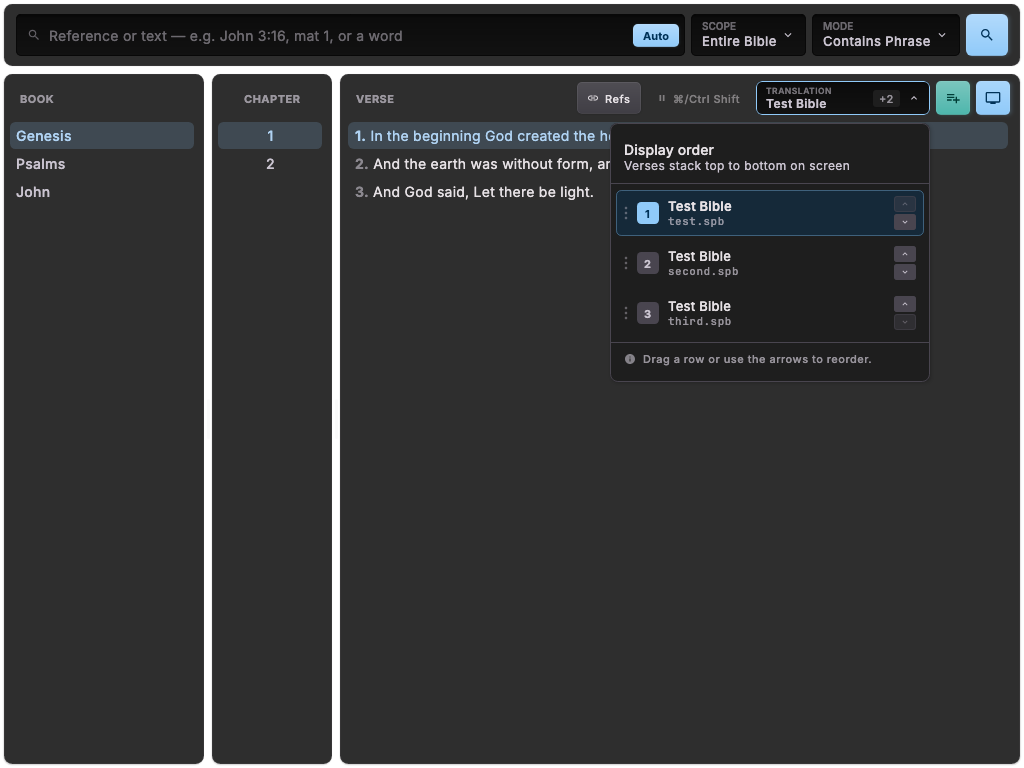 Reference or text — e.g. John 3:16, mat 1, or a word
Auto
SCOPE
Entire Bible
MODE
Contains Phrase
BOOK
Genesis
Psalms
John
CHAPTER
1
2
VERSE
Refs
⌘/Ctrl Shift
TRANSLATION
Test Bible
+2
1. In the beginning God created the
2. And the earth was without form,
3. And God said, Let there be light.
Display order
Verses stack top to bottom on screen
1
Test Bible
test.spb
2
Test Bible
second.spb
3
Test Bible
third.spb
Drag a row or use the arrows to reorder.